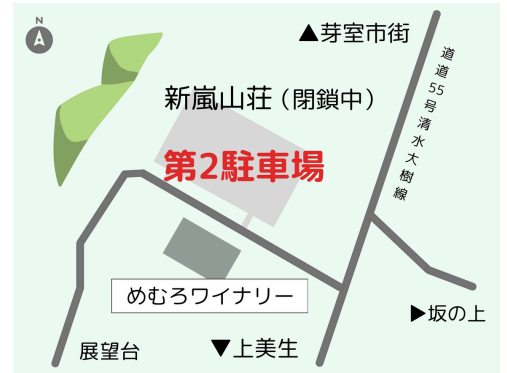 N
▲芽室市街
道道55号清水大樹線
新嵐山荘（閉鎖中）
第2駐車場
めむろワイナリー
▶坂の上
展望台
▼上美生